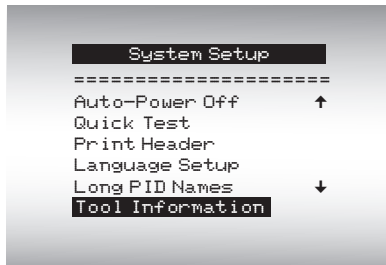 System Setup
======================
Auto-Power Off ↑
Quick Test
Print Header
Language Setup
Long PID Names ↓
Tool Information